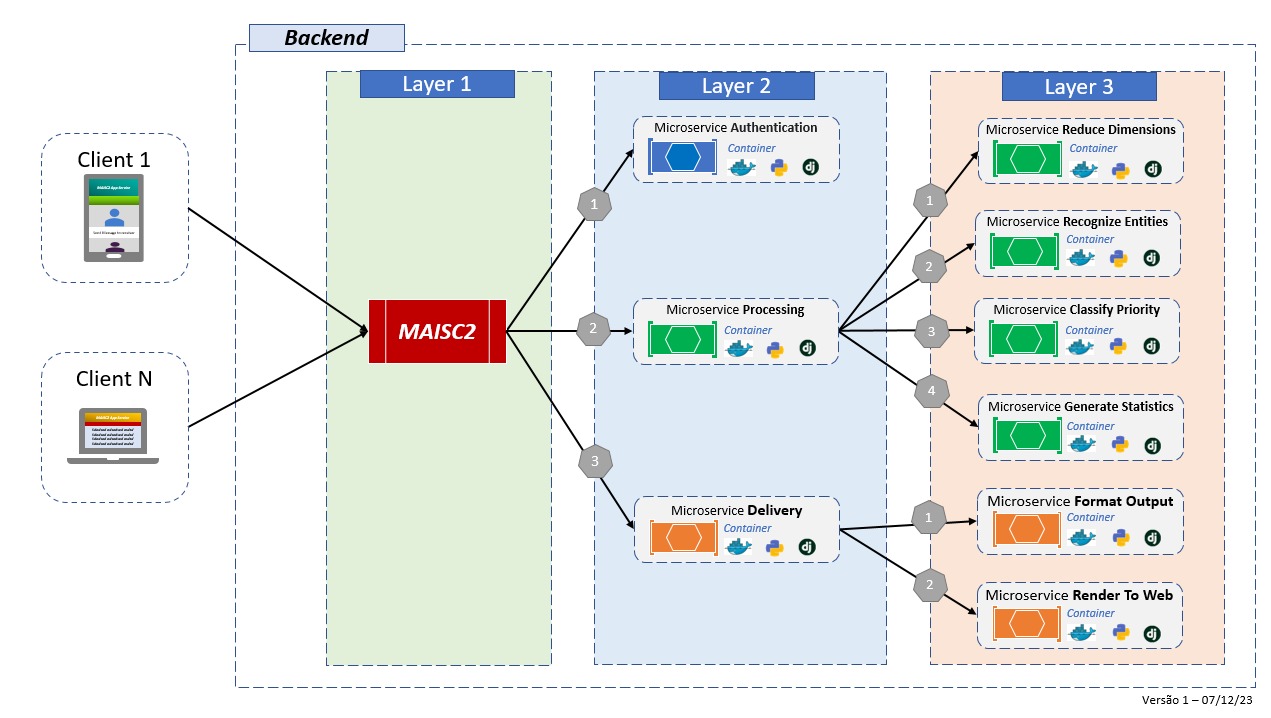 Backend
Layer 1
Layer 2
Layer 3
Client 1
MAISC2 App Service
Send Message to receiver
Client N
MAISC2 App Service
MAISC2
1
2
3
Microservice Authentication
Container
dj
Microservice Processing
Container
dj
Microservice Delivery
Container
dj
1
2
3
4
1
2
Microservice Reduce Dimensions
Container
dj
Microservice Recognize Entities
Container
dj
Microservice Classify Priority
Container
dj
Microservice Generate Statistics
Container
dj
Microservice Format Output
Container
dj
Microservice Render To Web
Container
dj
Versão 1 – 07/12/23